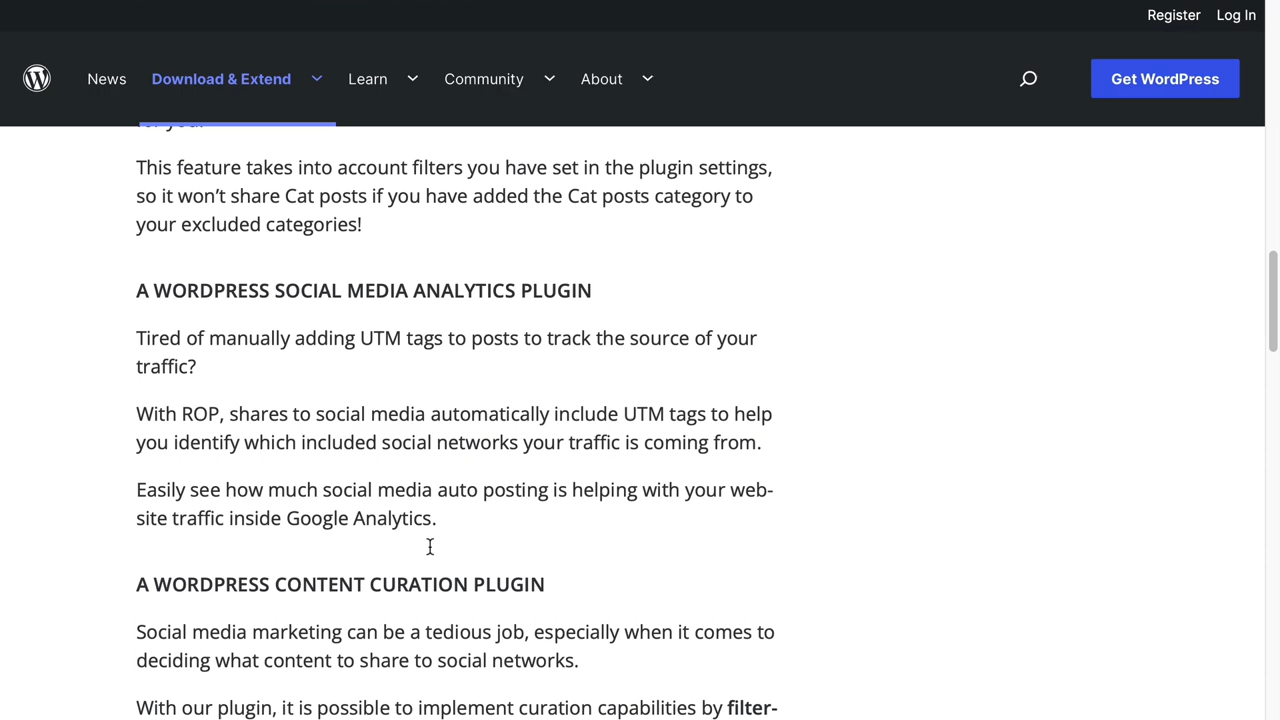 Register Log In
News Download & Extend Learn Community About Get WordPress
for you.
This feature takes into account filters you have set in the plugin settings,
so it won’t share Cat posts if you have added the Cat posts category to
your excluded categories!
A WORDPRESS SOCIAL MEDIA ANALYTICS PLUGIN
Tired of manually adding UTM tags to posts to track the source of your
traffic?
With ROP, shares to social media automatically include UTM tags to help
you identify which included social networks your traffic is coming from.
Easily see how much social media auto posting is helping with your web-
site traffic inside Google Analytics.
A WORDPRESS CONTENT CURATION PLUGIN
Social media marketing can be a tedious job, especially when it comes to
deciding what content to share to social networks.
With our plugin, it is possible to implement curation capabilities by filter-